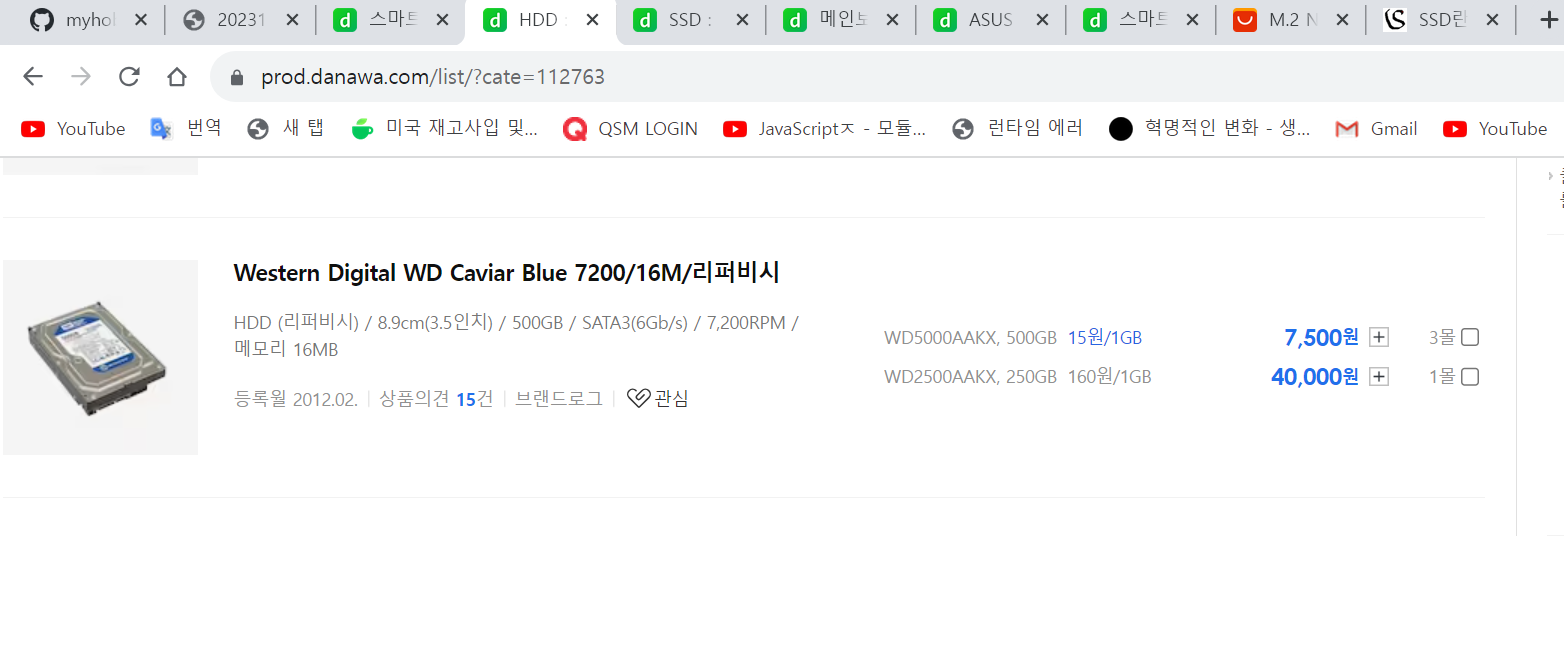 myhol 20231 스마트 HDD : SSD : 메인보 ASUS 스마트 M.2 N SSD란
prod.danawa.com/list/?cate=112763
YouTube 번역 새 탭 미국 재고사입 및... QSM LOGIN JavaScriptㅈ - 모듈... 런타임 에러 혁명적인 변화 - 생... Gmail YouTube
Western Digital WD Caviar Blue 7200/16M/리퍼비시
HDD (리퍼비시) / 8.9cm(3.5인치) / 500GB / SATA3(6Gb/s) / 7,200RPM /
메모리 16MB
등록월 2012.02. 상품의견 15건 브랜드로그 관심
WD5000AAKX, 500GB 15원/1GB 7,500원 3몰
WD2500AAKX, 250GB 160원/1GB 40,000원 1몰